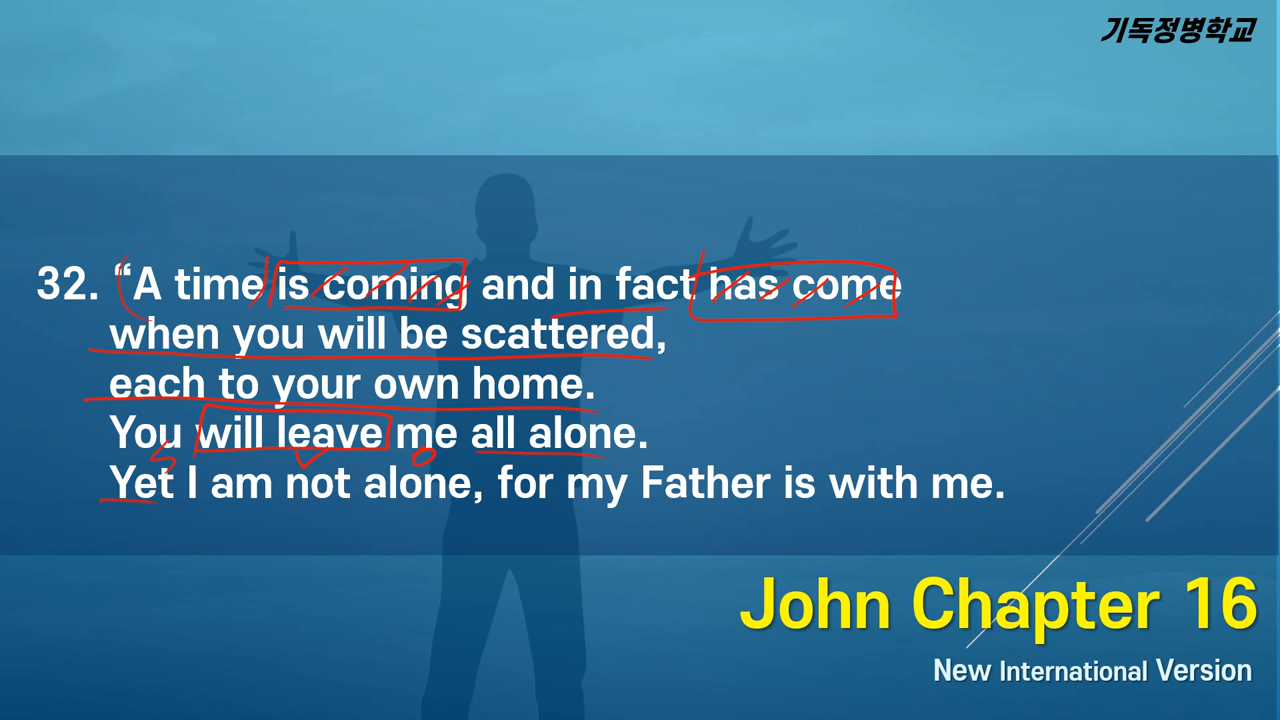 기독정병학교
32. “A time is coming and in fact has come
when you will be scattered,
each to your own home.
You will leave me all alone.
Yet I am not alone, for my Father is with me.
John Chapter 16
New International Version